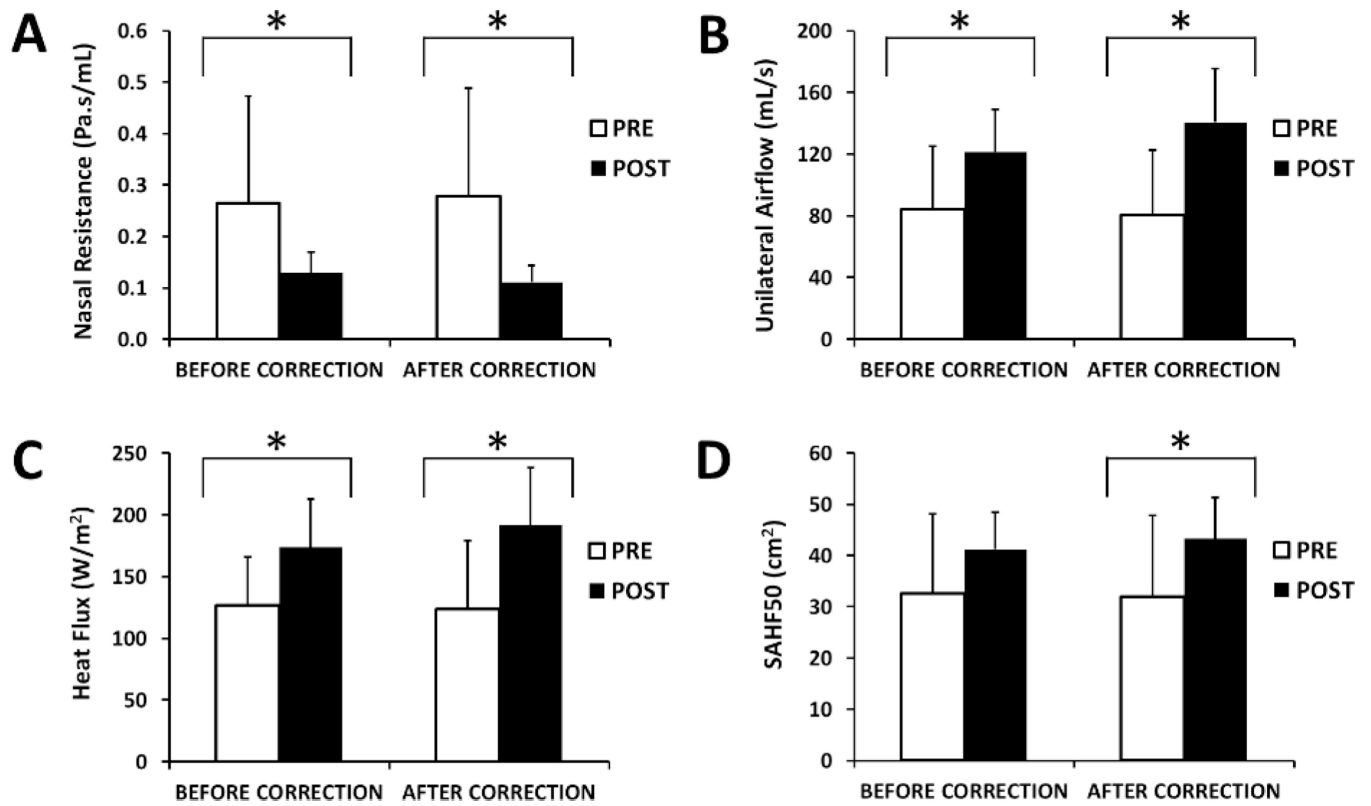 A
Nasal Resistance (Pa.s/mL)
0.6
0.5
0.4
0.3
0.2
0.1
0.0
*
*
PRE
POST
BEFORE CORRECTION
AFTER CORRECTION
B
Unilateral Airflow (mL/s)
200
160
120
80
40
0
*
*
PRE
POST
BEFORE CORRECTION
AFTER CORRECTION
C
Heat Flux (W/m²)
250
200
150
100
50
0
*
*
PRE
POST
BEFORE CORRECTION
AFTER CORRECTION
D
SAHF50 (cm²)
60
50
40
30
20
10
0
*
PRE
POST
BEFORE CORRECTION
AFTER CORRECTION